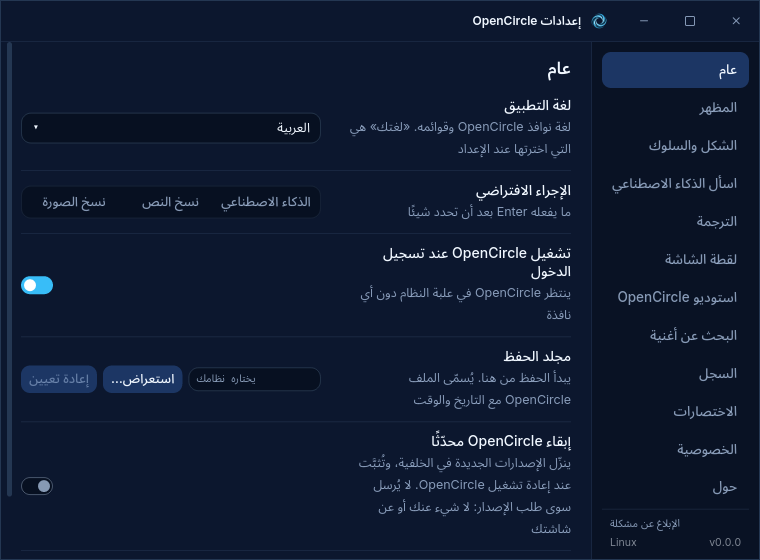 إعدادات OpenCircle
عام
المظهر
الشكل والسلوك
اسأل الذكاء الاصطناعي
الترجمة
لقطة الشاشة
استوديو OpenCircle
البحث عن أغنية
السجل
الاختصارات
الخصوصية
حول
الإبلاغ عن مشكلة
Linux v0.0.0
عام
لغة التطبيق
لغة نوافذ OpenCircle وقوائمه. «لغتك» هي
التي اخترتها عند الإعداد
العربية
الإجراء الافتراضي
ما يفعله Enter بعد أن تحدد شيئًا
الذكاء الاصطناعي
نسخ النص
نسخ الصورة
تشغيل OpenCircle عند تسجيل
الدخول
ينتظر OpenCircle في علبة النظام دون أي
نافذة
مجلد الحفظ
يبدأ الحفظ من هنا. يُسمّى الملف
OpenCircle مع التاريخ والوقت
يختاره نظامك
استعراض...
إعادة تعيين
إبقاء OpenCircle محدّثًا
ينزّل الإصدارات الجديدة في الخلفية، وتُثبَّت
عند إعادة تشغيل OpenCircle. لا يُرسل
سوى طلب الإصدار: لا شيء عنك أو عن
شاشتك